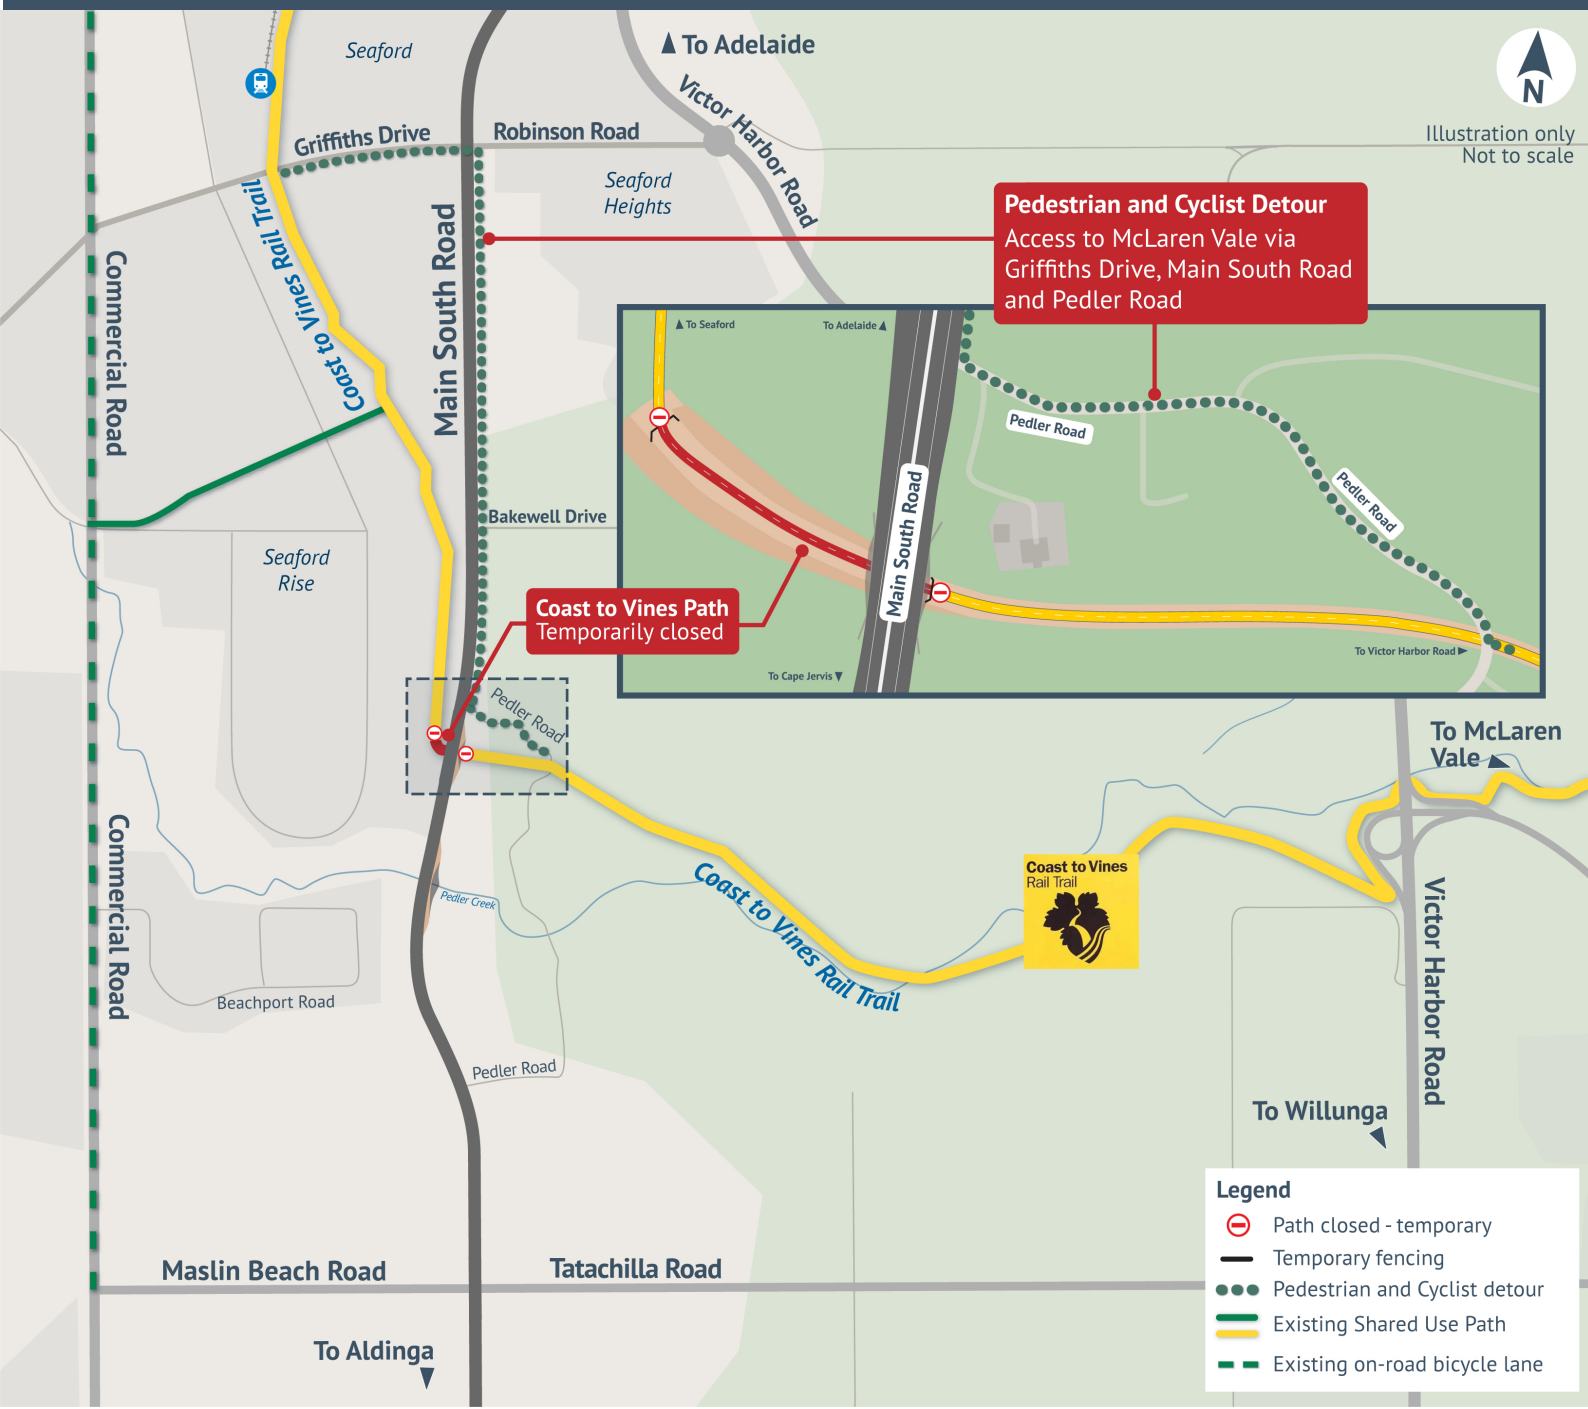 Seaford
To Adelaide
N
Illustration only
Not to scale
Griffiths Drive
Robinson Road
Victor Harbor Road
Seaford
Heights
Coast to Vines Rail Trail
Main South Road
Commercial Road
Pedestrian and Cyclist Detour
Access to McLaren Vale via
Griffiths Drive, Main South Road
and Pedler Road
To Seaford
To Adelaide
Pedler Road
Pedler Road
Main South Road
To Victor Harbor Road
To Cape Jervis
Bakewell Drive
Seaford
Rise
Coast to Vines Path
Temporarily closed
Pedler Road
To McLaren
Vale
Commercial Road
Coast to Vines
Rail Trail
Coast to Vines Rail Trail
Pedler Creek
Victor Harbor Road
Beachport Road
Pedler Road
To Willunga
Maslin Beach Road
Tatachilla Road
To Aldinga
Legend
Path closed - temporary
Temporary fencing
Pedestrian and Cyclist detour
Existing Shared Use Path
Existing on-road bicycle lane